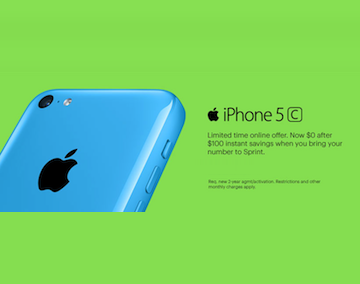 iPhone 5 C
Limited time online offer. Now $0 after
$100 instant savings when you bring your
number to Sprint.
Req. new 2 year agmt/activation. Restrictions and other
monthly charges apply.